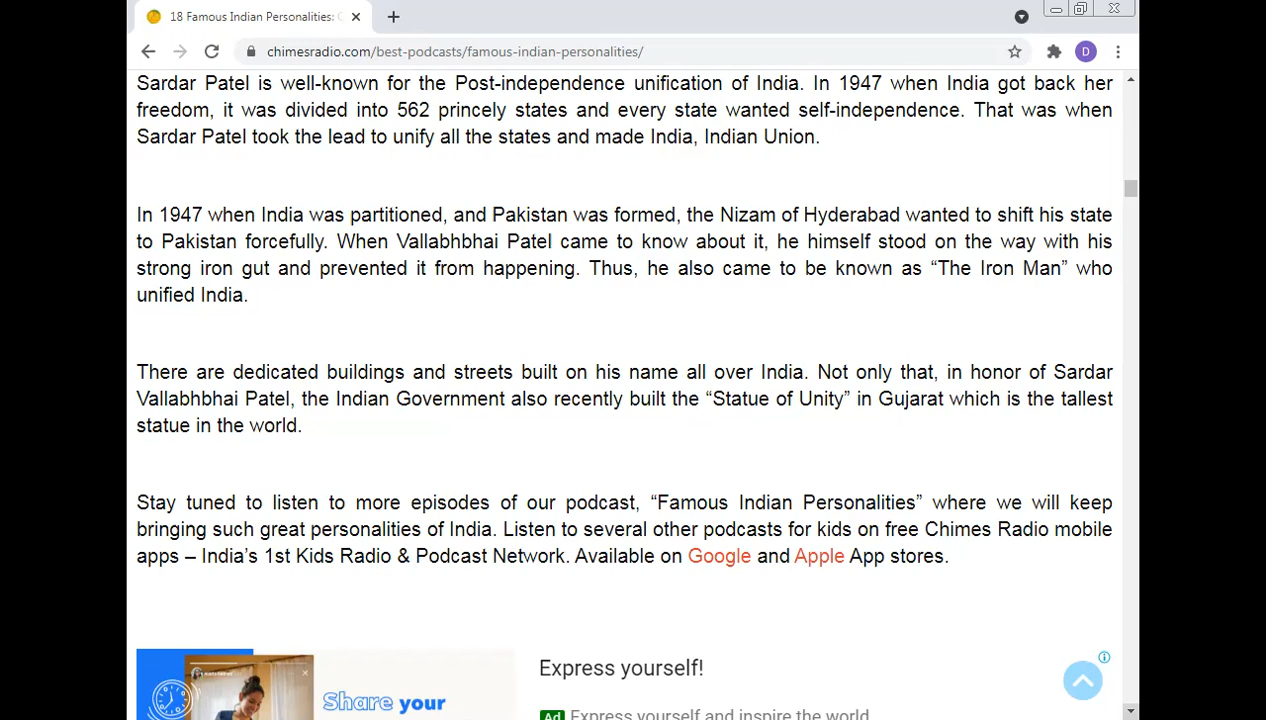 18 Famous Indian Personalities:
chimesradio.com/best-podcasts/famous-indian-personalities/
D
Sardar Patel is well-known for the Post-independence unification of India. In 1947 when India got back her
freedom, it was divided into 562 princely states and every state wanted self-independence. That was when
Sardar Patel took the lead to unify all the states and made India, Indian Union.
In 1947 when India was partitioned, and Pakistan was formed, the Nizam of Hyderabad wanted to shift his state
to Pakistan forcefully. When Vallabhbhai Patel came to know about it, he himself stood on the way with his
strong iron gut and prevented it from happening. Thus, he also came to be known as “The Iron Man” who
unified India.
There are dedicated buildings and streets built on his name all over India. Not only that, in honor of Sardar
Vallabhbhai Patel, the Indian Government also recently built the “Statue of Unity” in Gujarat which is the tallest
statue in the world.
Stay tuned to listen to more episodes of our podcast, “Famous Indian Personalities” where we will keep
bringing such great personalities of India. Listen to several other podcasts for kids on free Chimes Radio mobile
apps – India’s 1st Kids Radio & Podcast Network. Available on Google and Apple App stores.
Express yourself!
Share your
Ad Express yourself and inspire the world